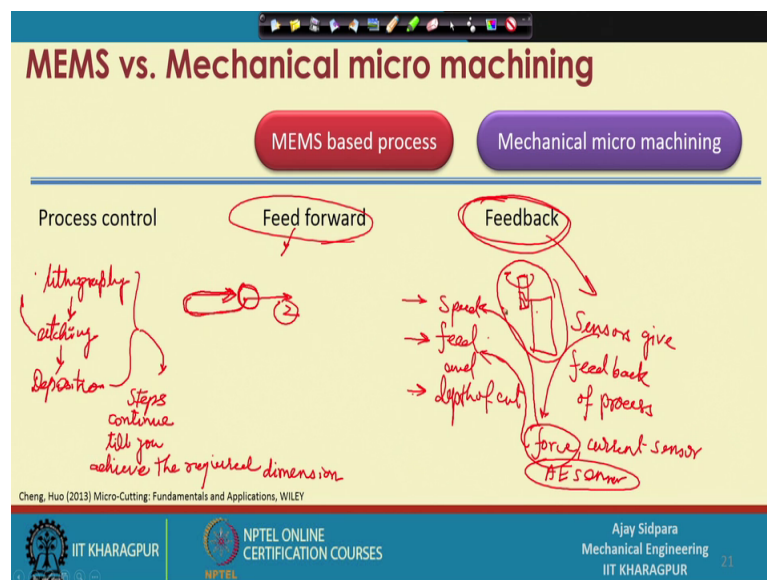 MEMS vs. Mechanical micro machining
MEMS based process
Mechanical micro machining
Process control
Feed forward
Feedback
lithography
etching
Deposition
Steps
continue
till you
achieve the required dimension
2
→ Speed
→ feed
and
→ depth of cut
Sensors give
feedback
of process
force, current sensor
AE sensor
Cheng, Huo (2013) Micro-Cutting: Fundamentals and Applications, WILEY
IIT KHARAGPUR
NPTEL
NPTEL ONLINE
CERTIFICATION COURSES
Ajay Sidpara
Mechanical Engineering
IIT KHARAGPUR
21